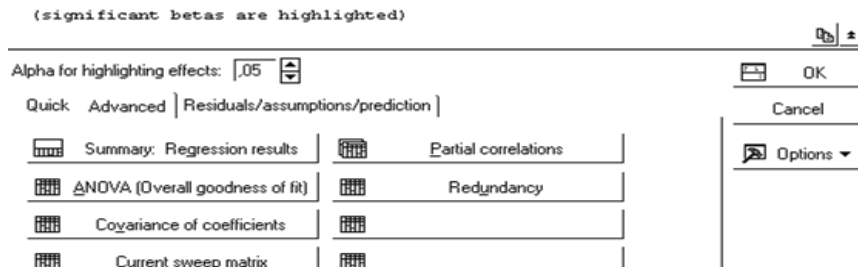 (significant betas are highlighted)
Alpha for highlighting effects: ,05
OK
Quick Advanced Residuals/assumptions/prediction
Cancel
Summary: Regression results Partial correlations
Options
ANOVA (Overall goodness of fit) Redundancy
Covariance of coefficients
Current sweep matrix